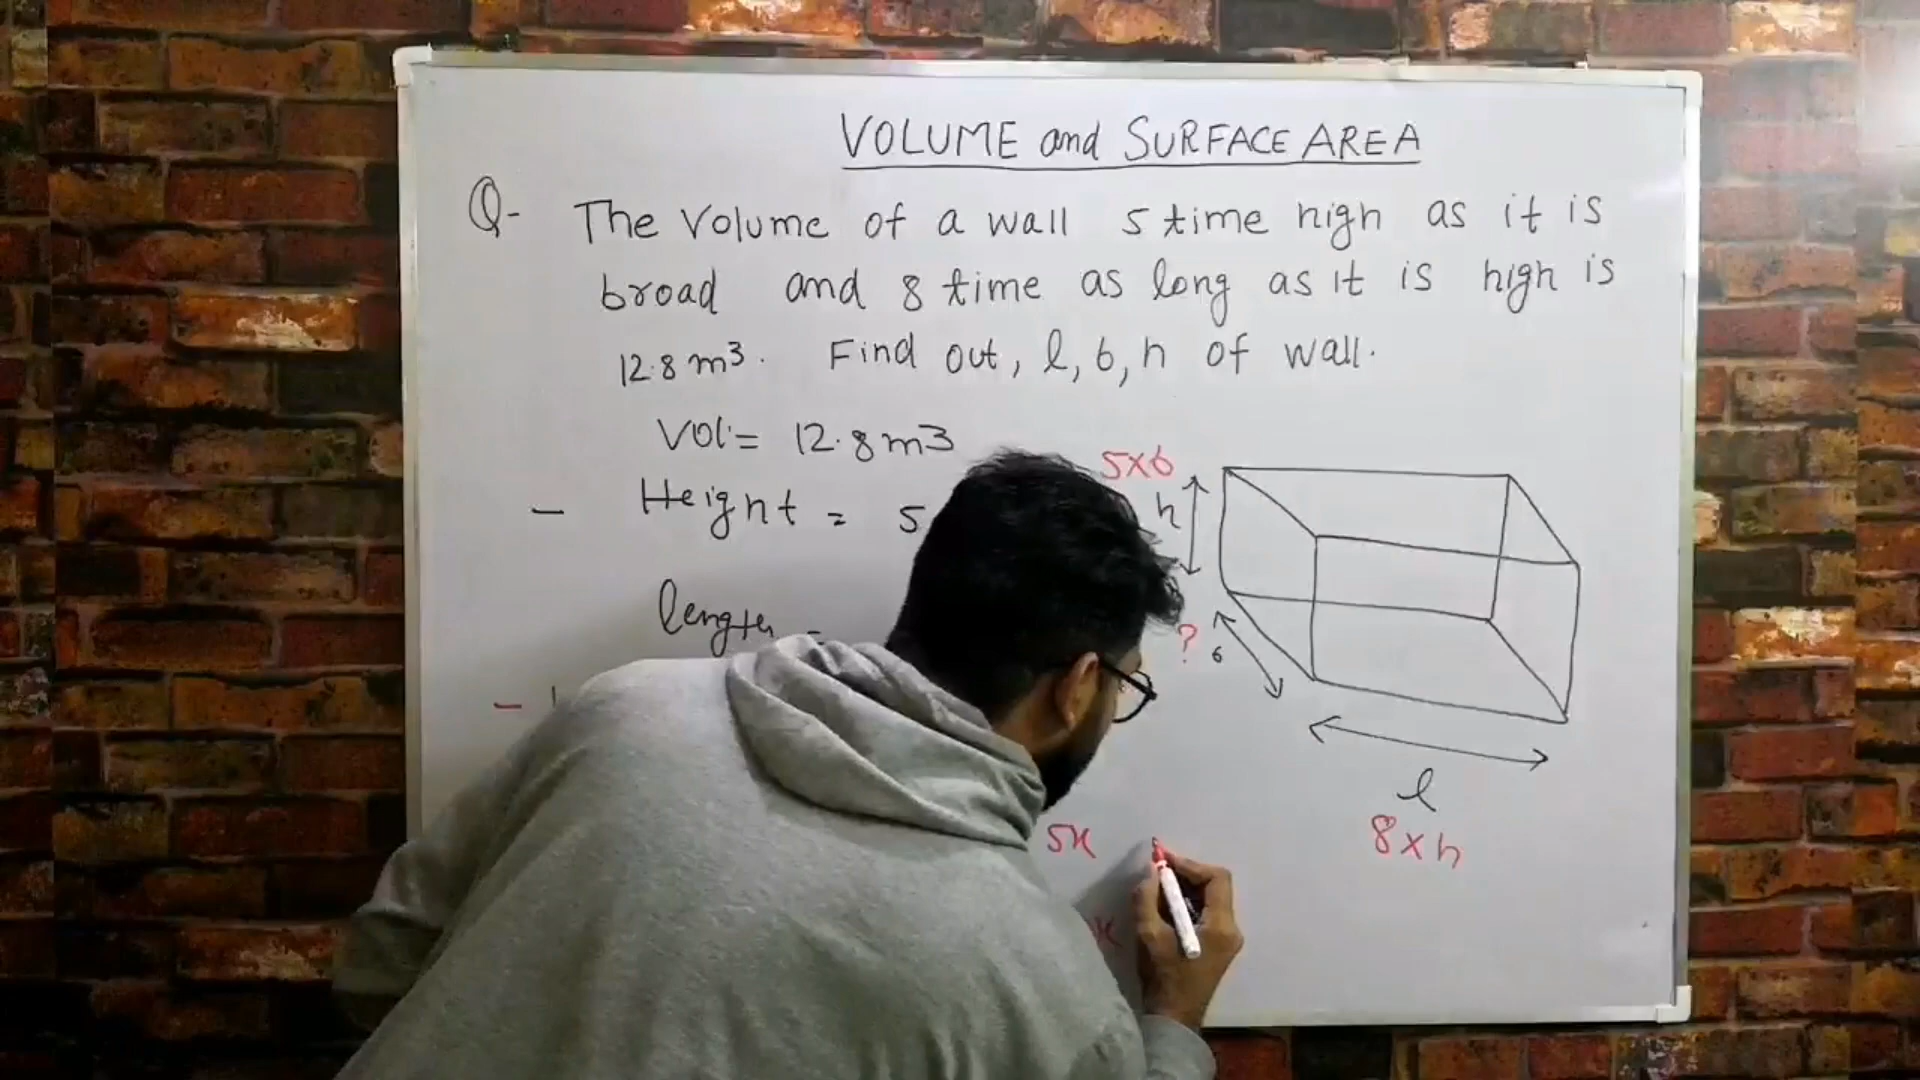 VOLUME and SURFACE AREA
Q- The Volume of a wall 5 time high as it is
broad and 8 time as long as it is high is
12.8 m³. Find out, l, b, h of wall.
Vol = 12.8 m3
5×b
- Height = 5
h
length =
? b
-
l
5x
8×h
x